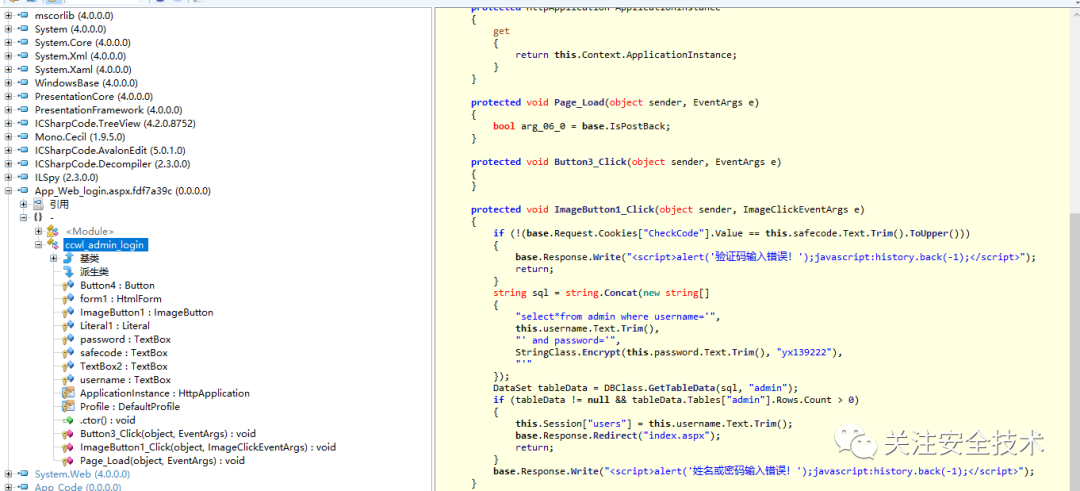 mscorlib (4.0.0.0)
System (4.0.0.0)
System.Core (4.0.0.0)
System.Xml (4.0.0.0)
System.Xaml (4.0.0.0)
WindowsBase (4.0.0.0)
PresentationCore (4.0.0.0)
PresentationFramework (4.0.0.0)
ICSharpCode.TreeView (4.2.0.8752)
Mono.Cecil (1.9.5.0)
ICSharpCode.AvalonEdit (5.0.1.0)
ICSharpCode.Decompiler (2.3.0.0)
ILSpy (2.3.0.0)
App_Web_login.aspx.fdf7a39c (0.0.0.0)
引用
{} -
<Module>
ccwl_admin_login
基类
派生类
Button4 : Button
form1 : HtmlForm
ImageButton1 : ImageButton
Literal1 : Literal
password : TextBox
safecode : TextBox
TextBox2 : TextBox
username : TextBox
ApplicationInstance : HttpApplication
Profile : DefaultProfile
.ctor() : void
Button3_Click(object, EventArgs) : void
ImageButton1_Click(object, ImageClickEventArgs) : void
Page_Load(object, EventArgs) : void
System.Web (4.0.0.0)
App_Code (0.0.0.0)
protected HttpApplication ApplicationInstance
{
get
{
return this.Context.ApplicationInstance;
}
}
protected void Page_Load(object sender, EventArgs e)
{
bool arg_06_0 = base.IsPostBack;
}
protected void Button3_Click(object sender, EventArgs e)
{
}
protected void ImageButton1_Click(object sender, ImageClickEventArgs e)
{
if (!(base.Request.Cookies["CheckCode"].Value == this.safecode.Text.Trim().ToUpper()))
{
base.Response.Write("<script>alert('验证码输入错误！');javascript:history.back(-1);</script>");
return;
}
string sql = string.Concat(new string[]
{
"select*from admin where username='",
this.username.Text.Trim(),
"' and password='",
StringClass.Encrypt(this.password.Text.Trim(), "yx139222"),
"'"
});
DataSet tableData = DBClass.GetTableData(sql, "admin");
if (tableData != null && tableData.Tables["admin"].Rows.Count > 0)
{
this.Session["users"] = this.username.Text.Trim();
base.Response.Redirect("index.aspx");
return;
}
base.Response.Write("<script>alert('姓名或密码输入错误！');javascript:history.back(-1);</script>");
}
关注安全技术